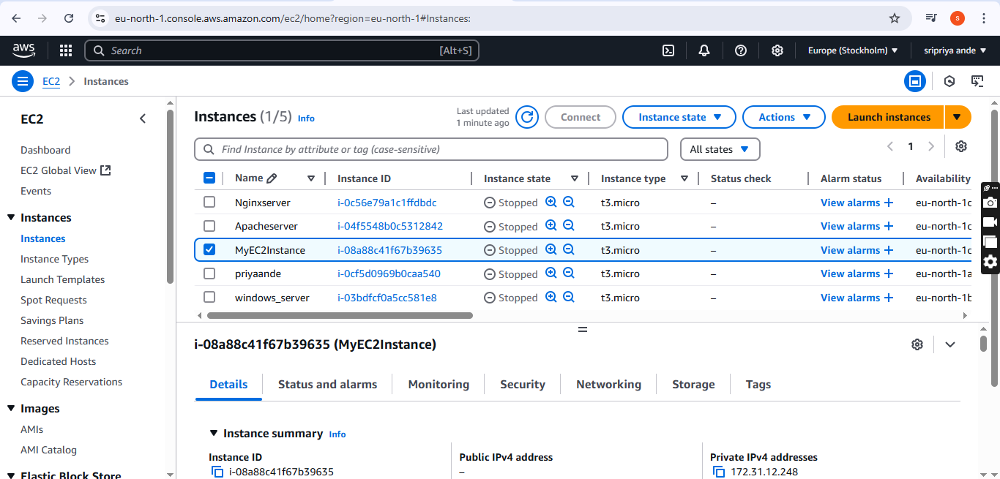 eu-north-1.console.aws.amazon.com/ec2/home?region=eu-north-1#Instances:
S
aws
Search
[Alt+S]
Europe (Stockholm)
sripriya ande
EC2
Instances
EC2
Dashboard
EC2 Global View
Events
Instances
Instances
Instance Types
Launch Templates
Spot Requests
Savings Plans
Reserved Instances
Dedicated Hosts
Capacity Reservations
Images
AMIs
AMI Catalog
Elastic Block Store
Instances (1/5) Info
Last updated
1 minute ago
Connect
Instance state
Actions
Launch instances
Find Instance by attribute or tag (case-sensitive)
All states
1
Name Instance ID Instance state Instance type Status check Alarm status Availability
Nginxserver i-0c56e79a1c1ffdbdc Stopped t3.micro – View alarms + eu-north-1c
Apacheserver i-04f5548b0c5312842 Stopped t3.micro – View alarms + eu-north-1c
MyEC2Instance i-08a88c41f67b39635 Stopped t3.micro – View alarms + eu-north-1c
priyaande i-0cf5d0969b0caa540 Stopped t3.micro – View alarms + eu-north-1a
windows_server i-03bdfcf0a5cc581e8 Stopped t3.micro – View alarms + eu-north-1b
i-08a88c41f67b39635 (MyEC2Instance)
Details Status and alarms Monitoring Security Networking Storage Tags
Instance summary Info
Instance ID
i-08a88c41f67b39635
Public IPv4 address
–
Private IPv4 addresses
172.31.12.248